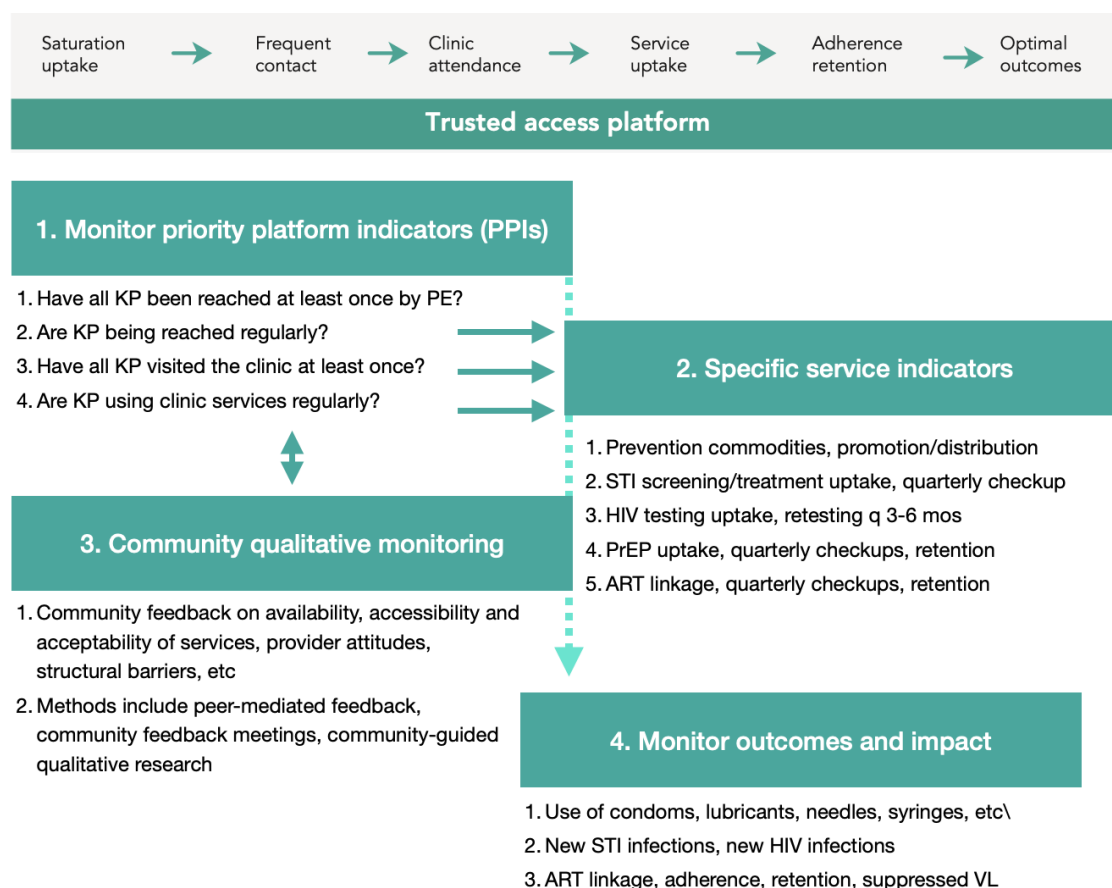 Saturation uptake
Frequent contact
Clinic attendance
Service uptake
Adherence retention
Optimal outcomes
Trusted access platform
1. Monitor priority platform indicators (PPIs)
1. Have all KP been reached at least once by PE?
2. Are KP being reached regularly?
3. Have all KP visited the clinic at least once?
4. Are KP using clinic services regularly?
2. Specific service indicators
1. Prevention commodities, promotion/distribution
2. STI screening/treatment uptake, quarterly checkup
3. HIV testing uptake, retesting q 3-6 mos
4. PrEP uptake, quarterly checkups, retention
5. ART linkage, quarterly checkups, retention
3. Community qualitative monitoring
1. Community feedback on availability, accessibility and
acceptability of services, provider attitudes,
structural barriers, etc
2. Methods include peer-mediated feedback,
community feedback meetings, community-guided
qualitative research
4. Monitor outcomes and impact
1. Use of condoms, lubricants, needles, syringes, etc\
2. New STI infections, new HIV infections
3. ART linkage, adherence, retention, suppressed VL